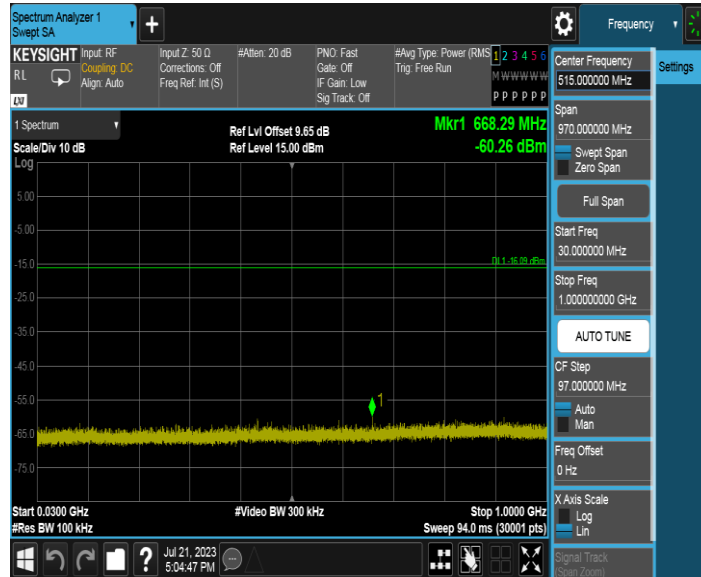 Spectrum Analyzer 1
Swept SA
+
Frequency
KEYSIGHT
RL
LXI
Input: RF
Coupling: DC
Align: Auto
Input Z: 50 Ω
Corrections: Off
Freq Ref: Int (S)
#Atten: 20 dB
PNO: Fast
Gate: Off
IF Gain: Low
Sig Track: Off
#Avg Type: Power (RMS
Trig: Free Run
1 2 3 4 5 6
M W W W W W
P P P P P P
1 Spectrum
Scale/Div 10 dB
Ref Lvl Offset 9.65 dB
Ref Level 15.00 dBm
Mkr1 668.29 MHz
-60.26 dBm
Log
5.00
-5.00
-15.0
DL1 -16.09 dBm
-25.0
-35.0
-45.0
-55.0
1
-65.0
-75.0
Start 0.0300 GHz
#Video BW 300 kHz
Stop 1.0000 GHz
#Res BW 100 kHz
Sweep 94.0 ms (30001 pts)
?
Jul 21, 2023
5:04:47 PM
Center Frequency
515.000000 MHz
Settings
Span
970.000000 MHz
Swept Span
Zero Span
Full Span
Start Freq
30.000000 MHz
Stop Freq
1.000000000 GHz
AUTO TUNE
CF Step
97.000000 MHz
Auto
Man
Freq Offset
0 Hz
X Axis Scale
Log
Lin
Signal Track
(Span Zoom)